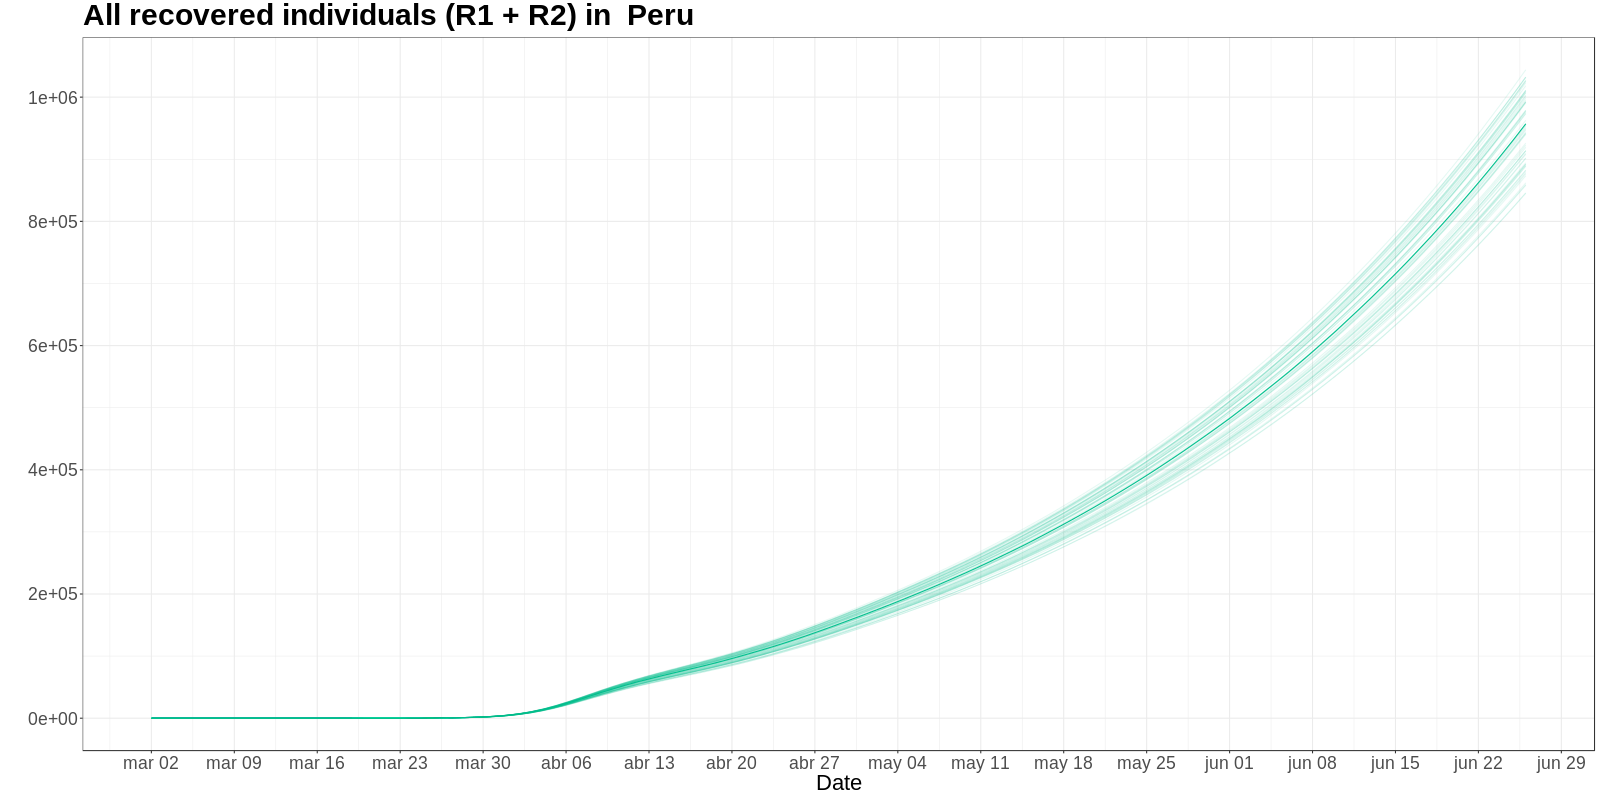 All recovered individuals (R1 + R2) in  Peru
1e+06
8e+05
6e+05
4e+05
2e+05
0e+00
mar 02 mar 09 mar 16 mar 23 mar 30 abr 06 abr 13 abr 20 abr 27 may 04 may 11 may 18 may 25 jun 01 jun 08 jun 15 jun 22 jun 29
Date